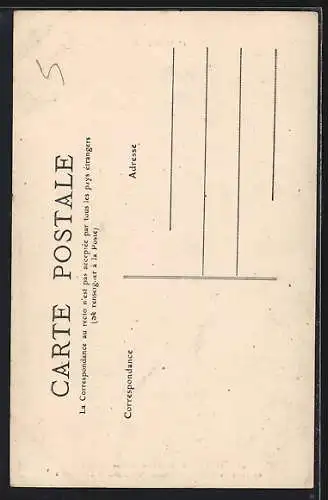 5
CARTE POSTALE
La Correspondance au recto n'est pas acceptée par tous les pays étrangers
(Se renseigner à la Poste)
Correspondance
Adresse